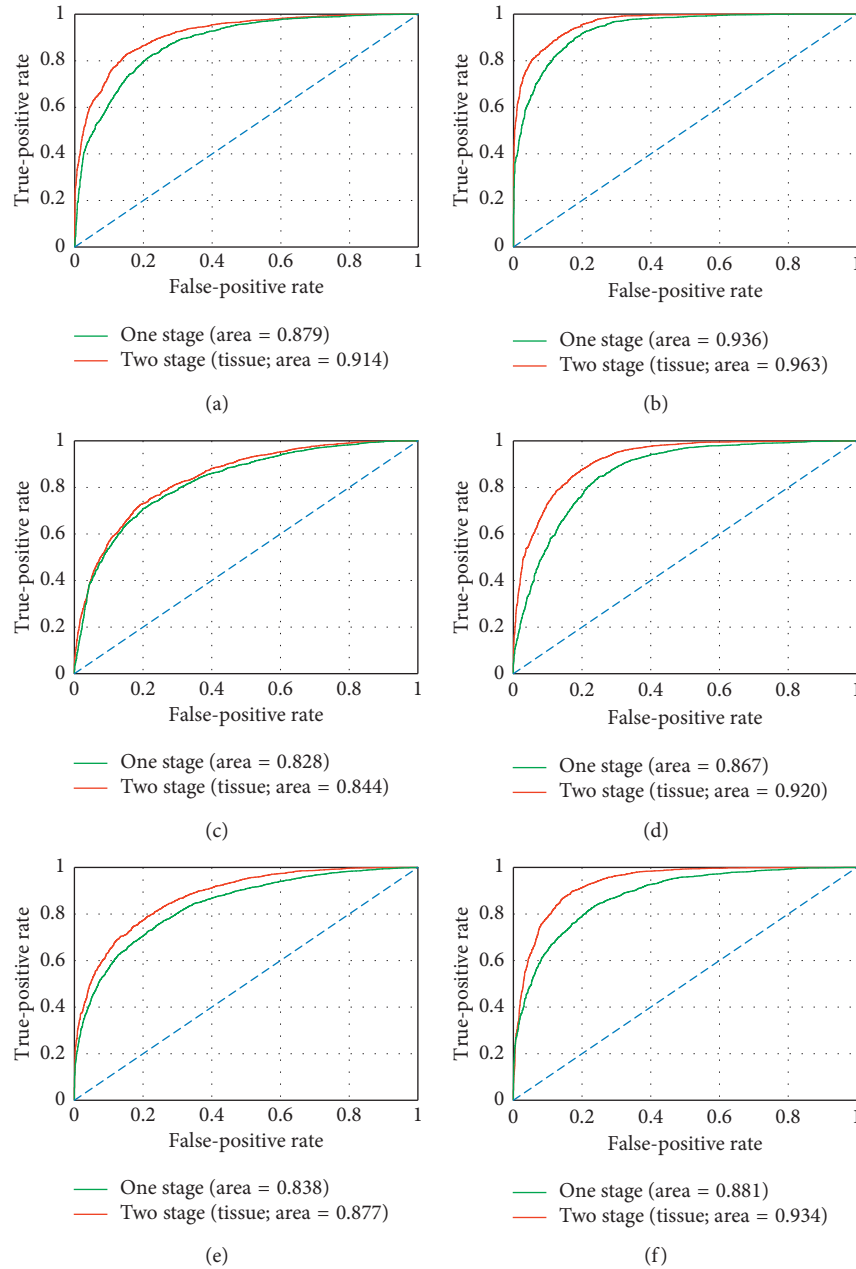 1
0.8
0.6
0.4
0.2
0
True-positive rate
0 0.2 0.4 0.6 0.8 1
False-positive rate
One stage (area = 0.879)
Two stage (tissue; area = 0.914)
(a)
1
0.8
0.6
0.4
0.2
0
True-positive rate
0 0.2 0.4 0.6 0.8 1
False-positive rate
One stage (area = 0.936)
Two stage (tissue; area = 0.963)
(b)
1
0.8
0.6
0.4
0.2
0
True-positive rate
0 0.2 0.4 0.6 0.8 1
False-positive rate
One stage (area = 0.828)
Two stage (tissue; area = 0.844)
(c)
1
0.8
0.6
0.4
0.2
0
True-positive rate
0 0.2 0.4 0.6 0.8 1
False-positive rate
One stage (area = 0.867)
Two stage (tissue; area = 0.920)
(d)
1
0.8
0.6
0.4
0.2
0
True-positive rate
0 0.2 0.4 0.6 0.8 1
False-positive rate
One stage (area = 0.838)
Two stage (tissue; area = 0.877)
(e)
1
0.8
0.6
0.4
0.2
0
True-positive rate
0 0.2 0.4 0.6 0.8 1
False-positive rate
One stage (area = 0.881)
Two stage (tissue; area = 0.934)
(f)